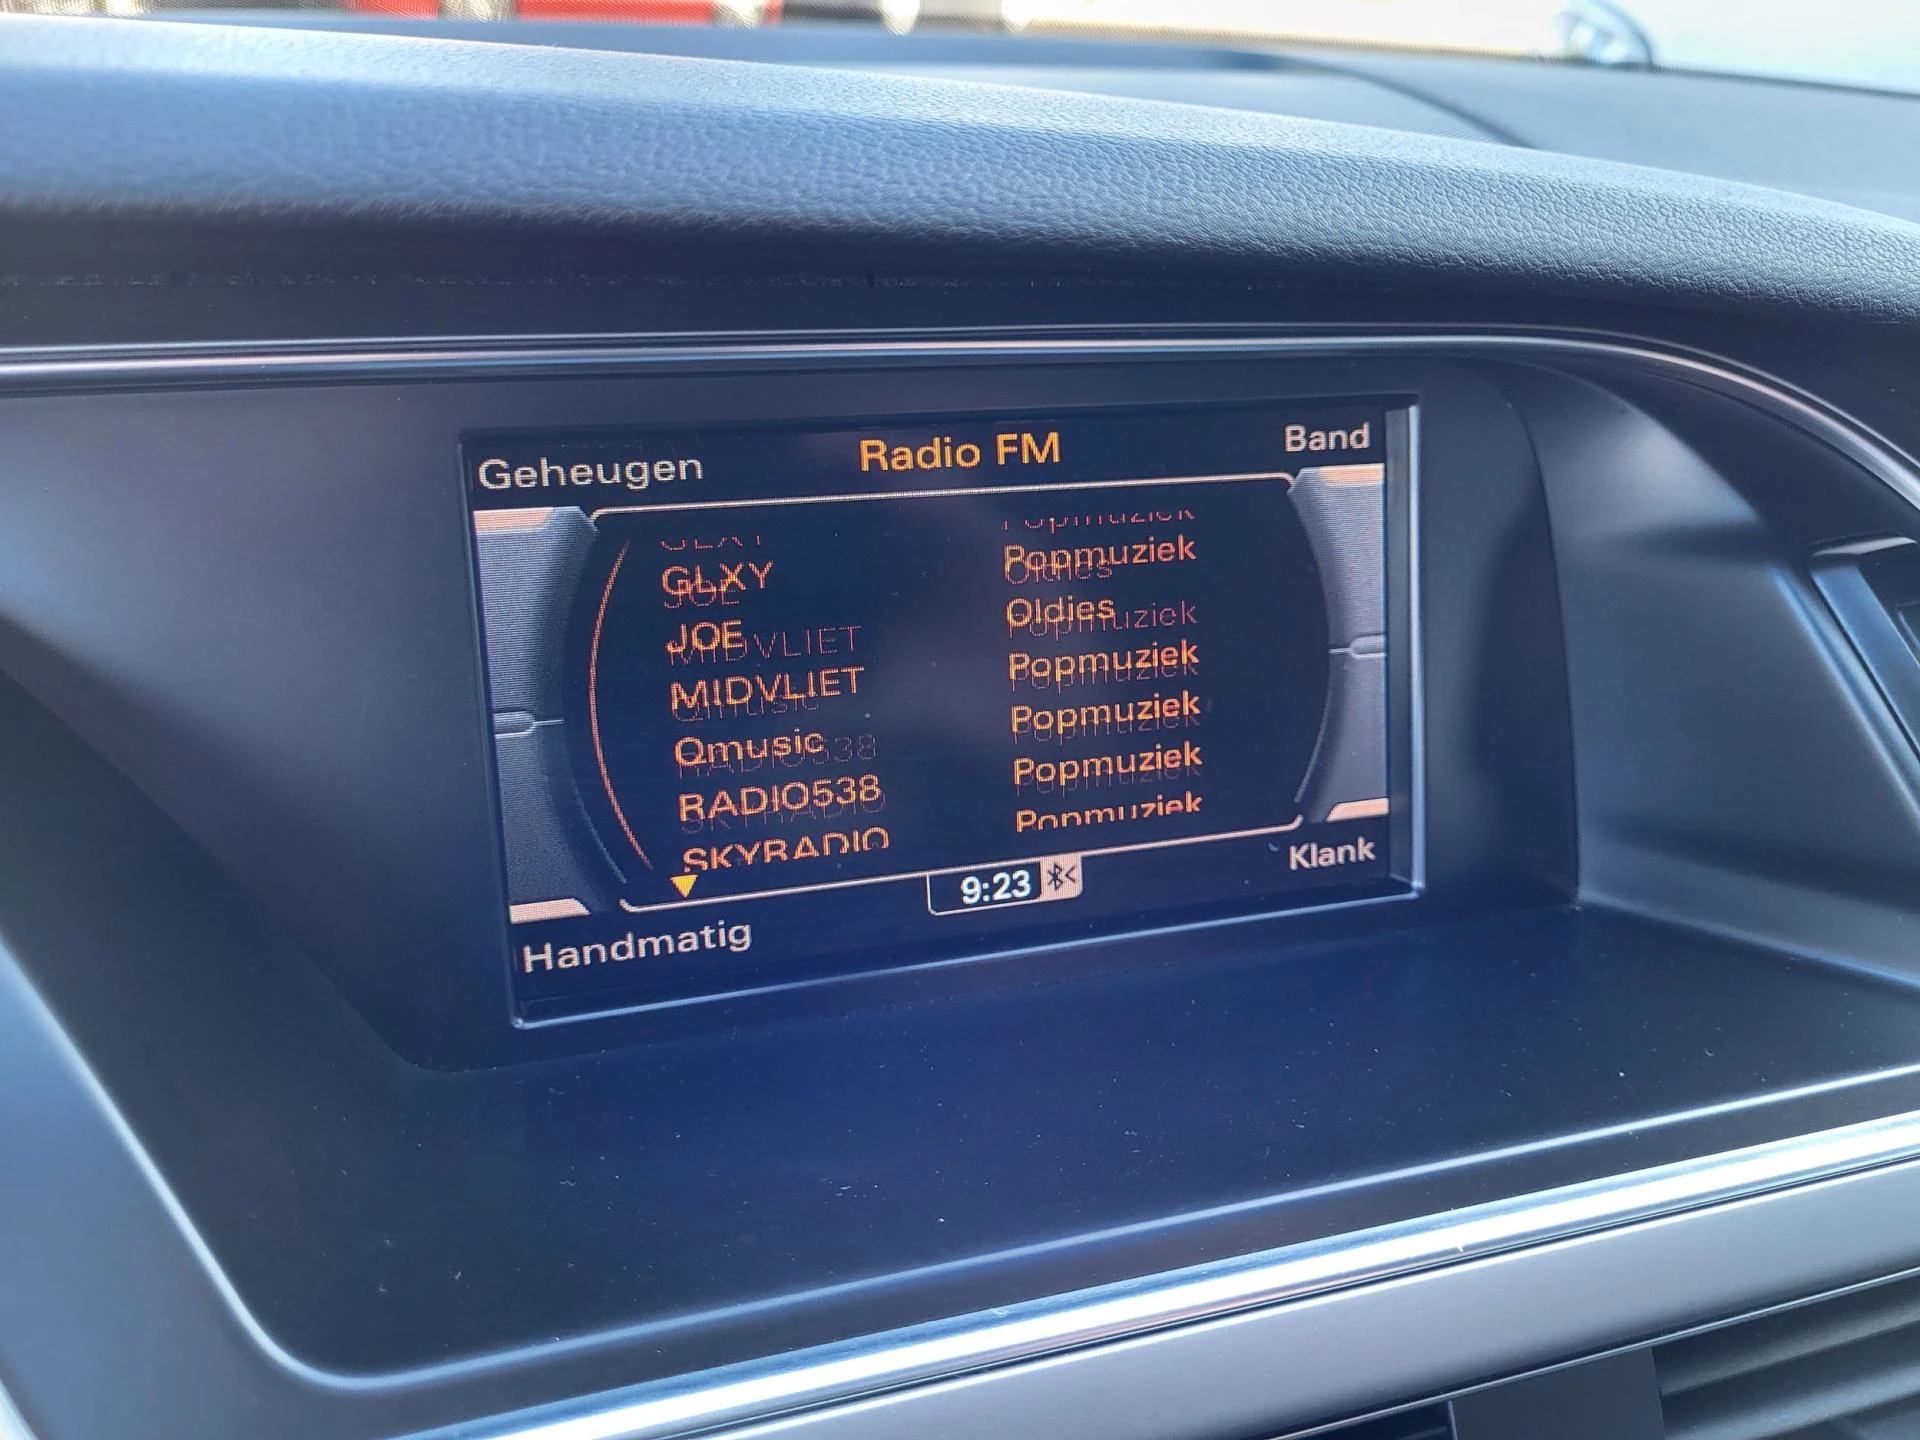 Geheugen Radio FM Band
GLXY Popmuziek
JOE Oldies
MIDVLIET Popmuziek
Qmusic Popmuziek
RADIO538 Popmuziek
SKYRADIO Popmuziek
9:23 Klank
Handmatig